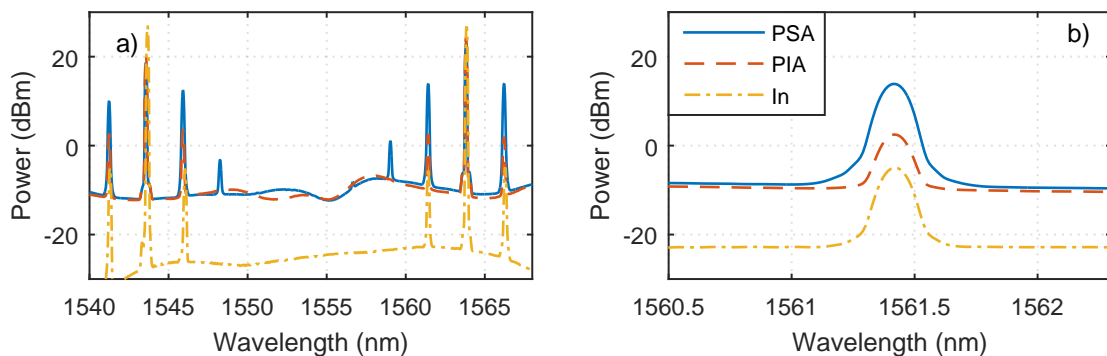 a)
20
0
-20
Power (dBm)
1540 1545 1550 1555 1560 1565
Wavelength (nm)
b)
PSA
PIA
In
20
0
-20
Power (dBm)
1560.5 1561 1561.5 1562
Wavelength (nm)